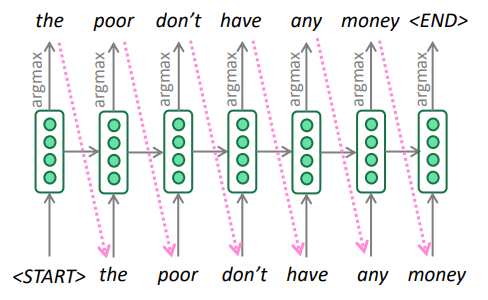 the poor don't have any money <END>
argmax argmax argmax argmax argmax argmax argmax
<START> the poor don't have any money